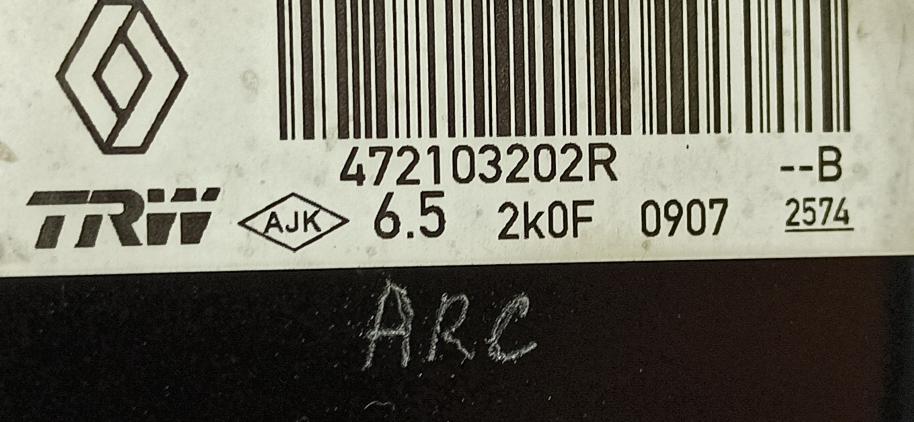 472103202R --B
TRW AJK 6.5 2k0F 0907 2574
ARC